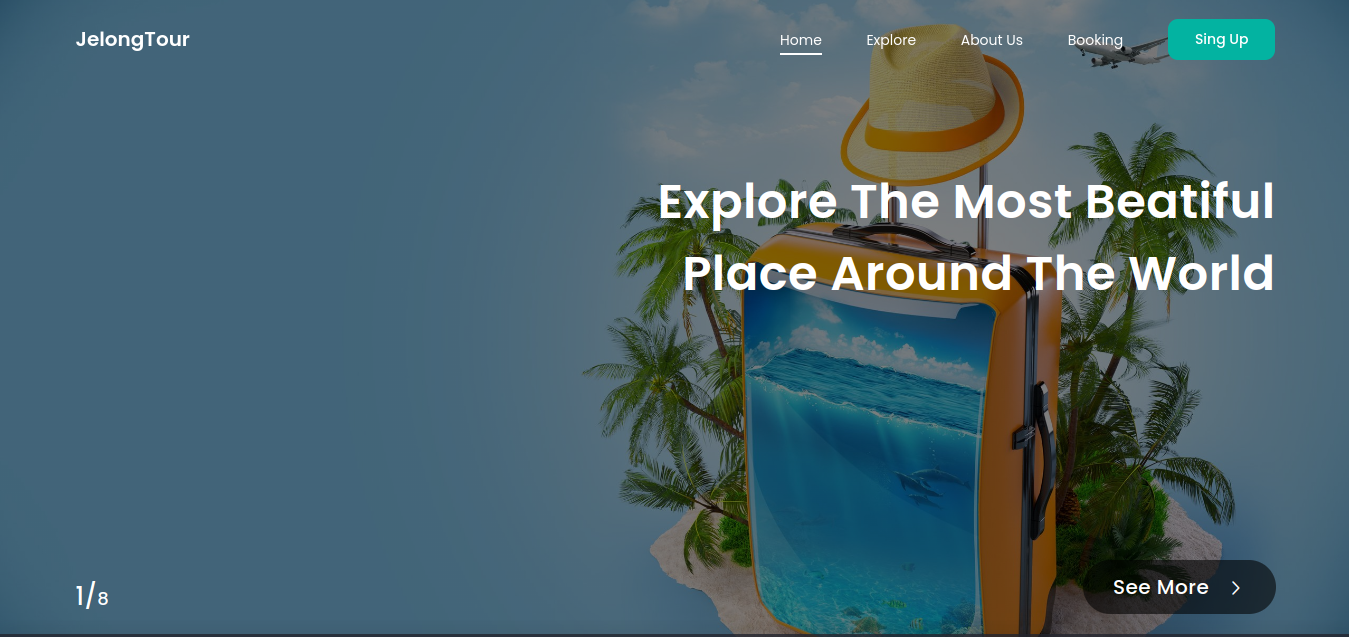 JelongTour
Home Explore About Us Booking Sing Up
Explore The Most Beatiful
Place Around The World
1/8
See More